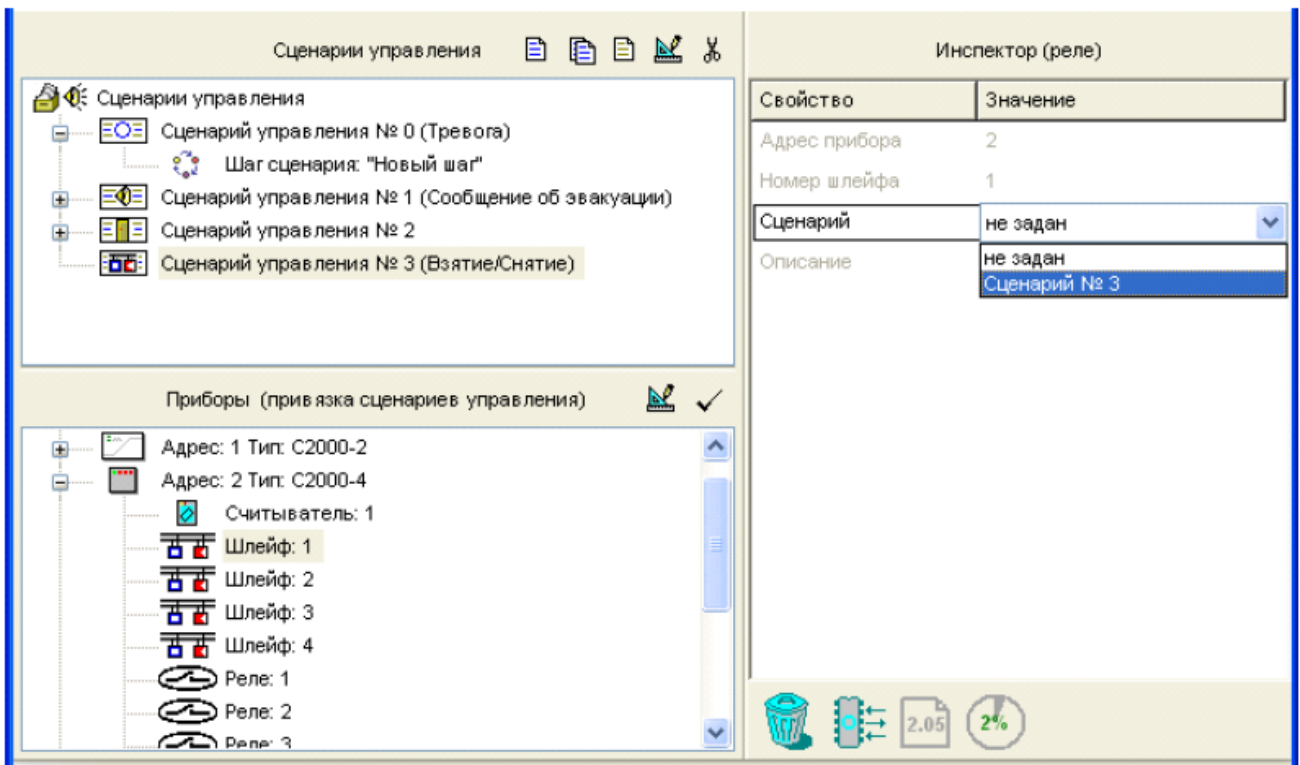 Сценарии управления
Сценарии управления
Сценарий управления № 0 (Тревога)
Шаг сценария: "Новый шаг"
Сценарий управления № 1 (Сообщение об эвакуации)
Сценарий управления № 2
Сценарий управления № 3 (Взятие/Снятие)
Приборы (привязка сценариев управления)
Адрес: 1 Тип: С2000-2
Адрес: 2 Тип: С2000-4
Считыватель: 1
Шлейф: 1
Шлейф: 2
Шлейф: 3
Шлейф: 4
Реле: 1
Реле: 2
Реле: 3
Инспектор (реле)
Свойство Значение
Адрес прибора 2
Номер шлейфа 1
Сценарий не задан
не задан
Описание
Сценарий № 3
2.05 2%